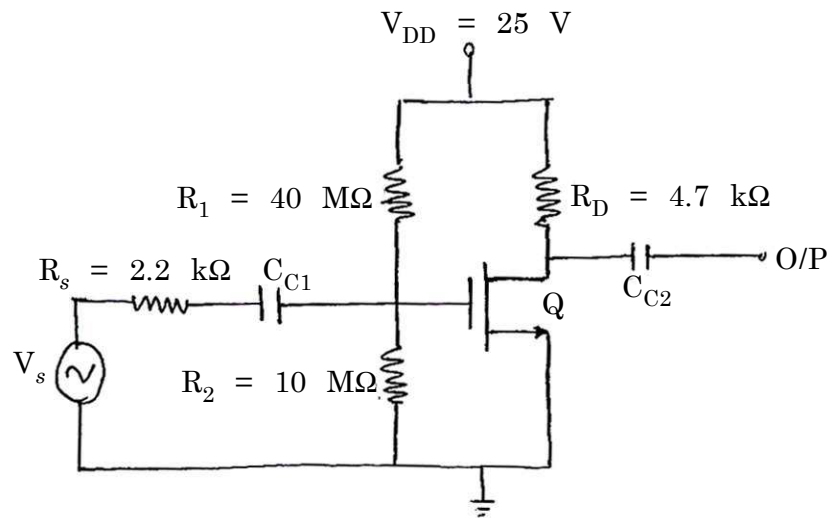 V_DD = 25 V
R_1 = 40 MΩ
R_D = 4.7 kΩ
R_s = 2.2 kΩ
C_C1
O/P
C_C2
Q
V_s
R_2 = 10 MΩ